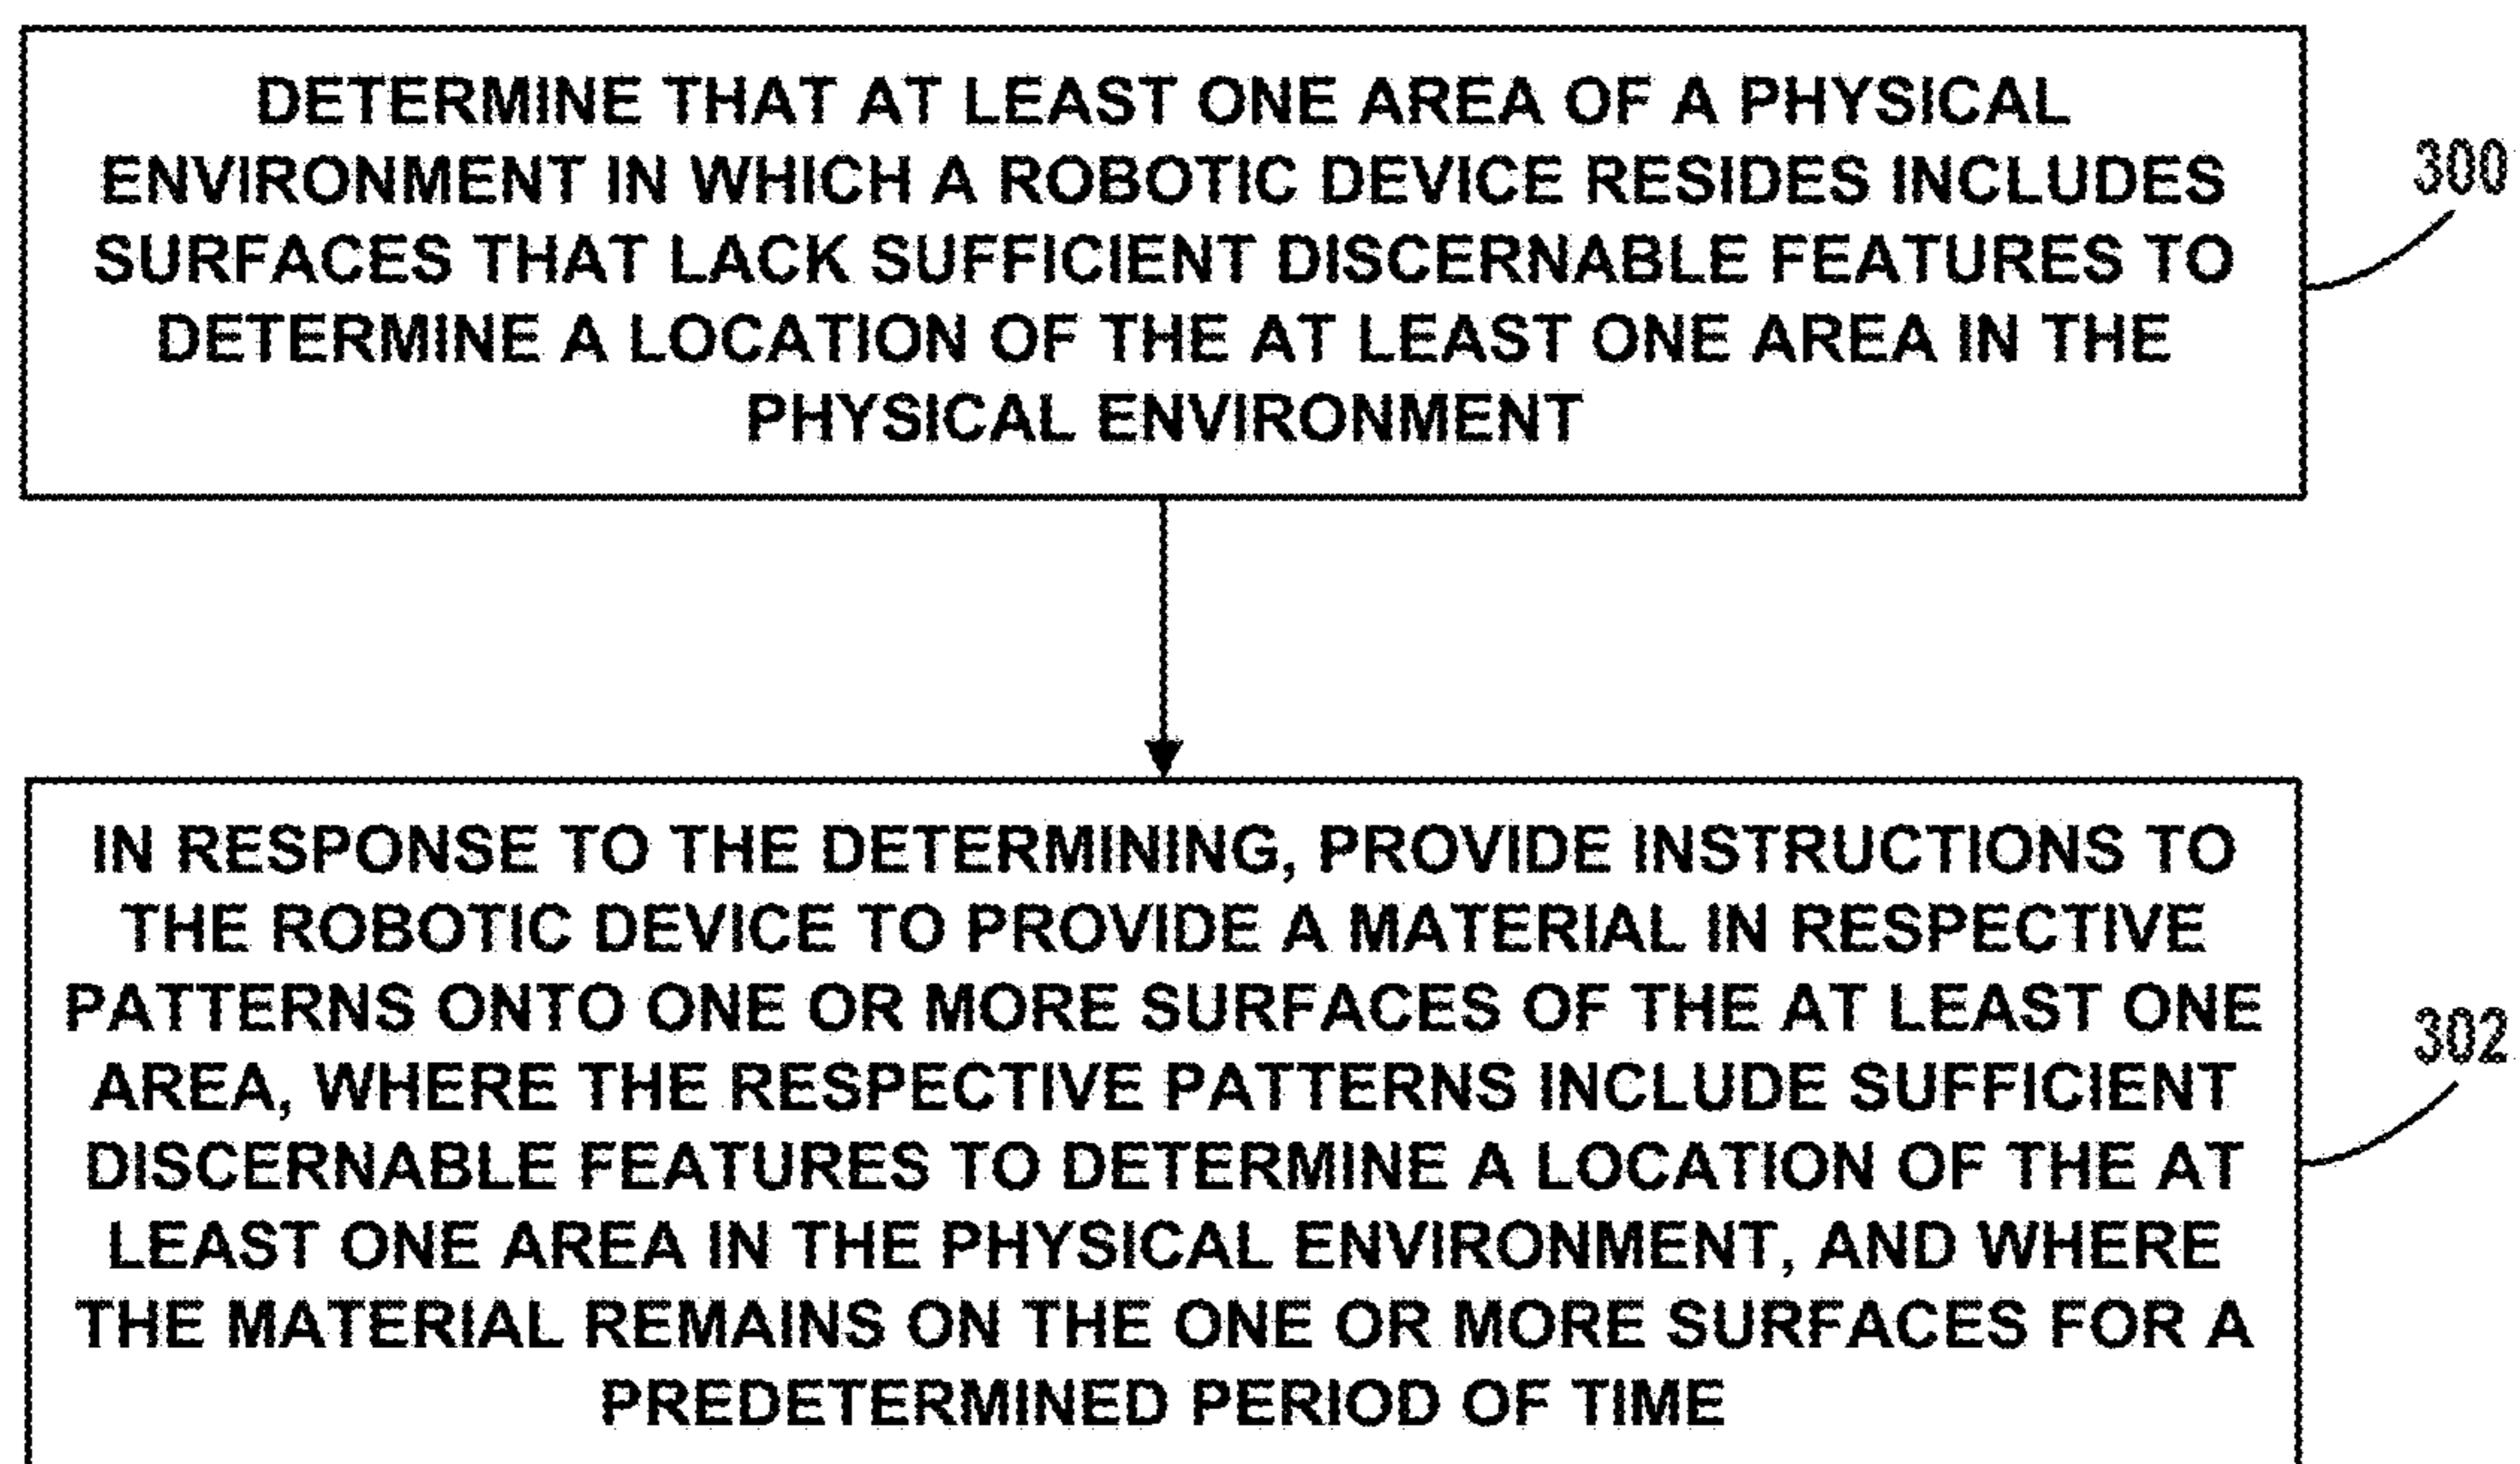 DETERMINE THAT AT LEAST ONE AREA OF A PHYSICAL
ENVIRONMENT IN WHICH A ROBOTIC DEVICE RESIDES INCLUDES
SURFACES THAT LACK SUFFICIENT DISCERNABLE FEATURES TO
DETERMINE A LOCATION OF THE AT LEAST ONE AREA IN THE
PHYSICAL ENVIRONMENT
300
IN RESPONSE TO THE DETERMINING, PROVIDE INSTRUCTIONS TO
THE ROBOTIC DEVICE TO PROVIDE A MATERIAL IN RESPECTIVE
PATTERNS ONTO ONE OR MORE SURFACES OF THE AT LEAST ONE
AREA, WHERE THE RESPECTIVE PATTERNS INCLUDE SUFFICIENT
DISCERNABLE FEATURES TO DETERMINE A LOCATION OF THE AT
LEAST ONE AREA IN THE PHYSICAL ENVIRONMENT, AND WHERE
THE MATERIAL REMAINS ON THE ONE OR MORE SURFACES FOR A
PREDETERMINED PERIOD OF TIME
302